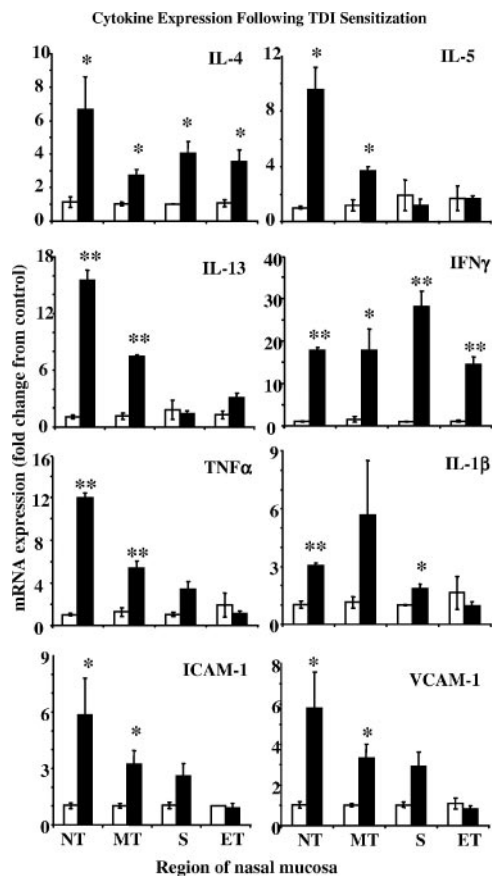 Cytokine Expression Following TDI Sensitization
mRNA expression (fold change from control)
IL-4
10
8
6
4
2
0
* * * *
IL-5
12
8
4
0
* *
IL-13
18
12
6
0
** **
IFNγ
40
30
20
10
0
** * ** **
TNFα
16
12
8
4
0
** **
IL-1β
9
6
3
0
** *
ICAM-1
9
6
3
0
* *
NT MT S ET
VCAM-1
8
6
4
2
0
* *
NT MT S ET
Region of nasal mucosa